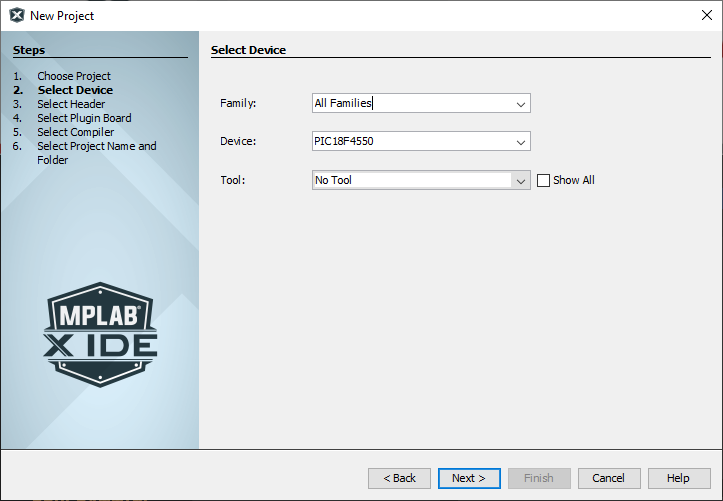 New Project
Steps
1. Choose Project
2. Select Device
3. Select Header
4. Select Plugin Board
5. Select Compiler
6. Select Project Name and
Folder
MPLAB®
X IDE
Select Device
Family: All Families
Device: PIC18F4550
Tool: No Tool Show All
< Back Next > Finish Cancel Help